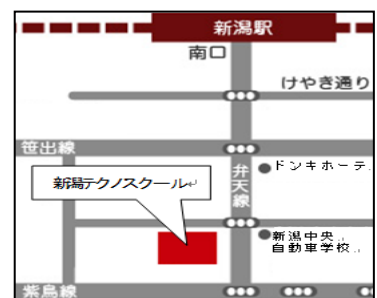 新潟駅
南口
けやき通り
笹出線
弁天線
ドンキホーテ
新潟テクノスクール↵
新潟中央
自動車学校
紫鳥線